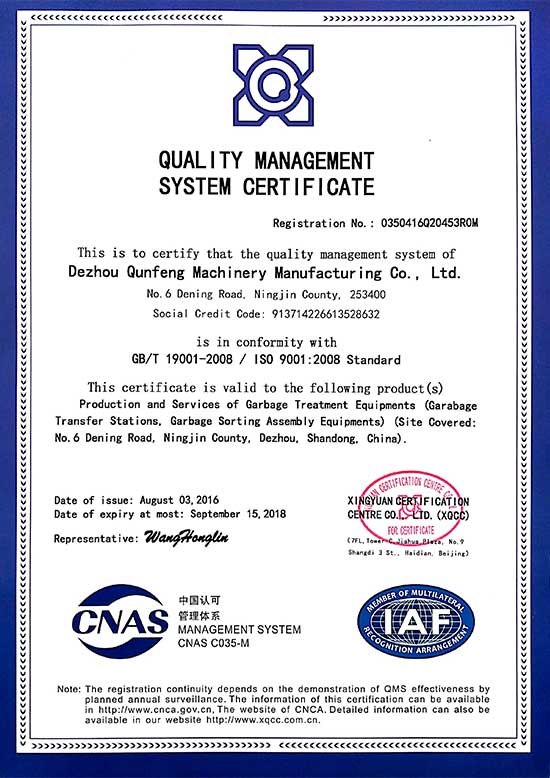 QUALITY MANAGEMENT
SYSTEM CERTIFICATE
Registration No.: 0350416Q20453R0M
This is to certify that the quality management system of
Dezhou Qunfeng Machinery Manufacturing Co., Ltd.
No.6 Dening Road, Ningjin County, 253400
Social Credit Code: 913714226613528632
is in conformity with
GB/T 19001-2008 / ISO 9001:2008 Standard
This certificate is valid to the following product(s)
Production and Services of Garbage Treatment Equipments (Garabage
Transfer Stations, Garbage Sorting Assembly Equipments) (Site Covered:
No.6 Dening Road, Ningjin County, Dezhou, Shandong, China).
Date of issue: August 03,2016
Date of expiry at most: September 15,2018
Representative: WangHonglin
XINGYUAN CERTIFICATION
CENTRE CO., LTD. (XQCC)
FOR CERTIFICATE
(7FL, Tower C, Jiahua Plaza, No.9
Shangdi 3 St., Haidian, Beijing)
CNAS
中国认可
管理体系
MANAGEMENT SYSTEM
CNAS C035-M
MEMBER OF MULTILATERAL
IAF
RECOGNITION ARRANGEMENT
Note: The registration continuity depends on the demonstration of QMS effectiveness by
planned annual surveillance. The information of this certification can be available
in http://www.cnca.gov.cn, The website of CNCA. Detailed information can also be
available in our website http://www.xqcc.com.cn.